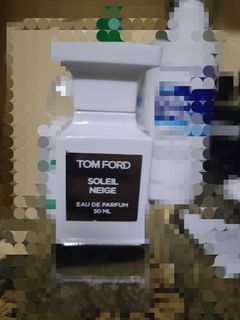 TOM FORD
SOLEIL
NEIGE
EAU DE PARFUM
50 ML